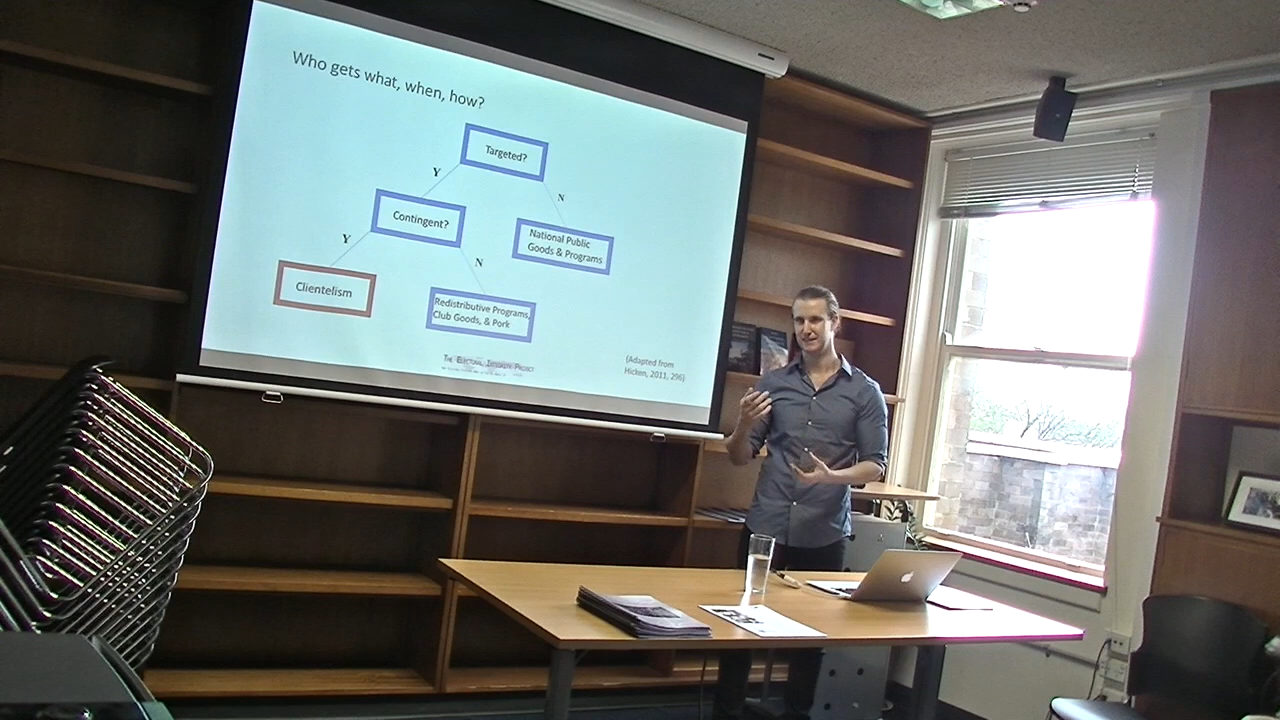 Who gets what, when, how?
Targeted?
Y
N
Contingent?
National Public
Goods & Programs
Y
N
Clientelism
Redistributive Programs,
Club Goods, & Pork
THE ELECTORAL INTEGRITY PROJECT
(Adapted from
Hicken, 2011, 296)